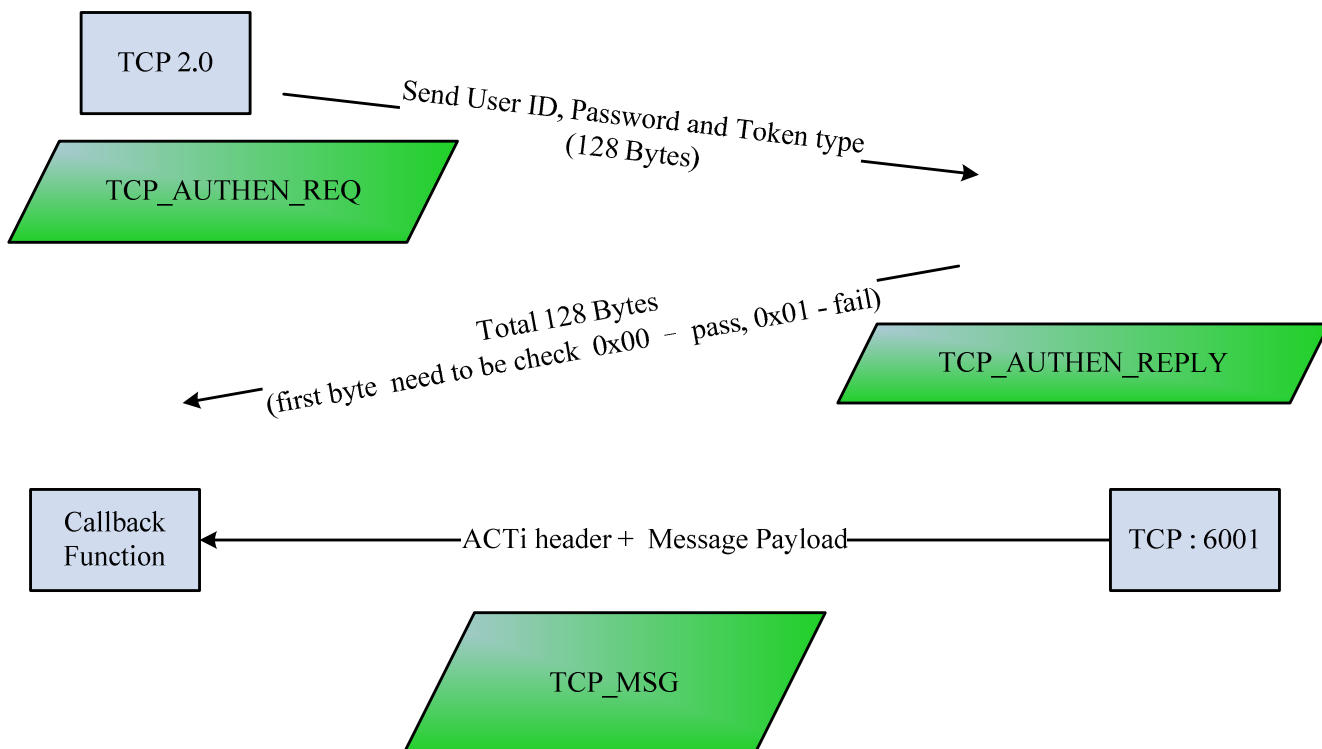 TCP 2.0
Send User ID, Password and Token type
(128 Bytes)
TCP_AUTHEN_REQ
Total 128 Bytes
(first byte need to be check 0x00 – pass, 0x01 - fail)
TCP_AUTHEN_REPLY
Callback
Function
ACTi header + Message Payload
TCP : 6001
TCP_MSG